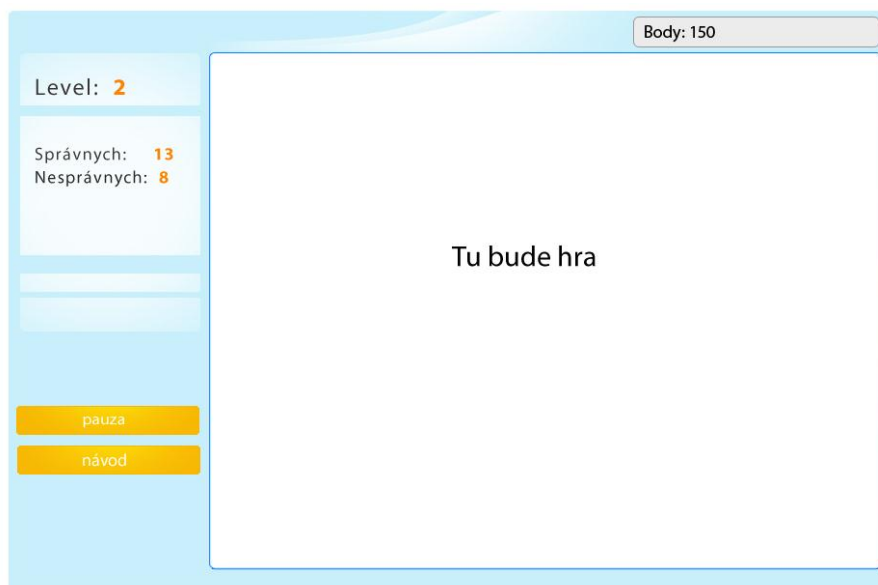 Body: 150
Level: 2
Správnych: 13
Nesprávnych: 8
Tu bude hra
pauza
návod